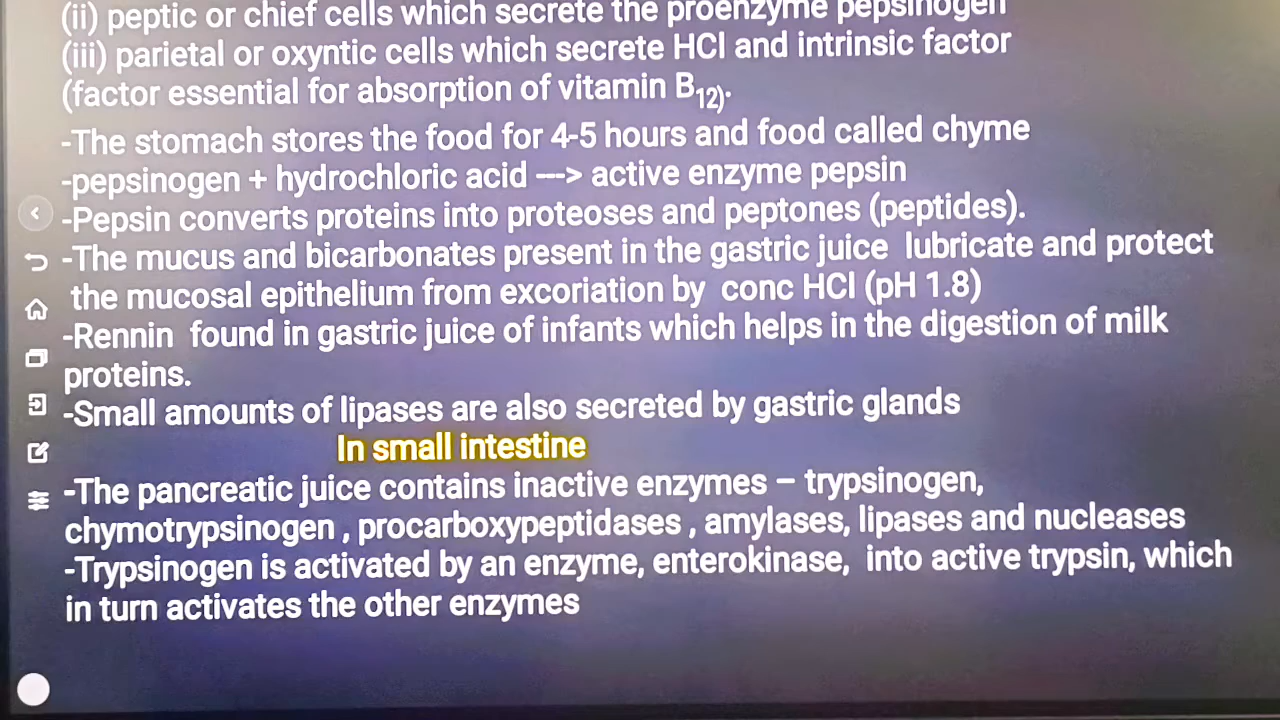 (ii) peptic or chief cells which secrete the proenzyme pepsinogen
(iii) parietal or oxyntic cells which secrete HCl and intrinsic factor
(factor essential for absorption of vitamin B12).
-The stomach stores the food for 4-5 hours and food called chyme
-pepsinogen + hydrochloric acid ---> active enzyme pepsin
-Pepsin converts proteins into proteoses and peptones (peptides).
-The mucus and bicarbonates present in the gastric juice lubricate and protect
the mucosal epithelium from excoriation by conc HCl (pH 1.8)
-Rennin found in gastric juice of infants which helps in the digestion of milk
proteins.
-Small amounts of lipases are also secreted by gastric glands
In small intestine
-The pancreatic juice contains inactive enzymes – trypsinogen,
chymotrypsinogen , procarboxypeptidases , amylases, lipases and nucleases
-Trypsinogen is activated by an enzyme, enterokinase, into active trypsin, which
in turn activates the other enzymes